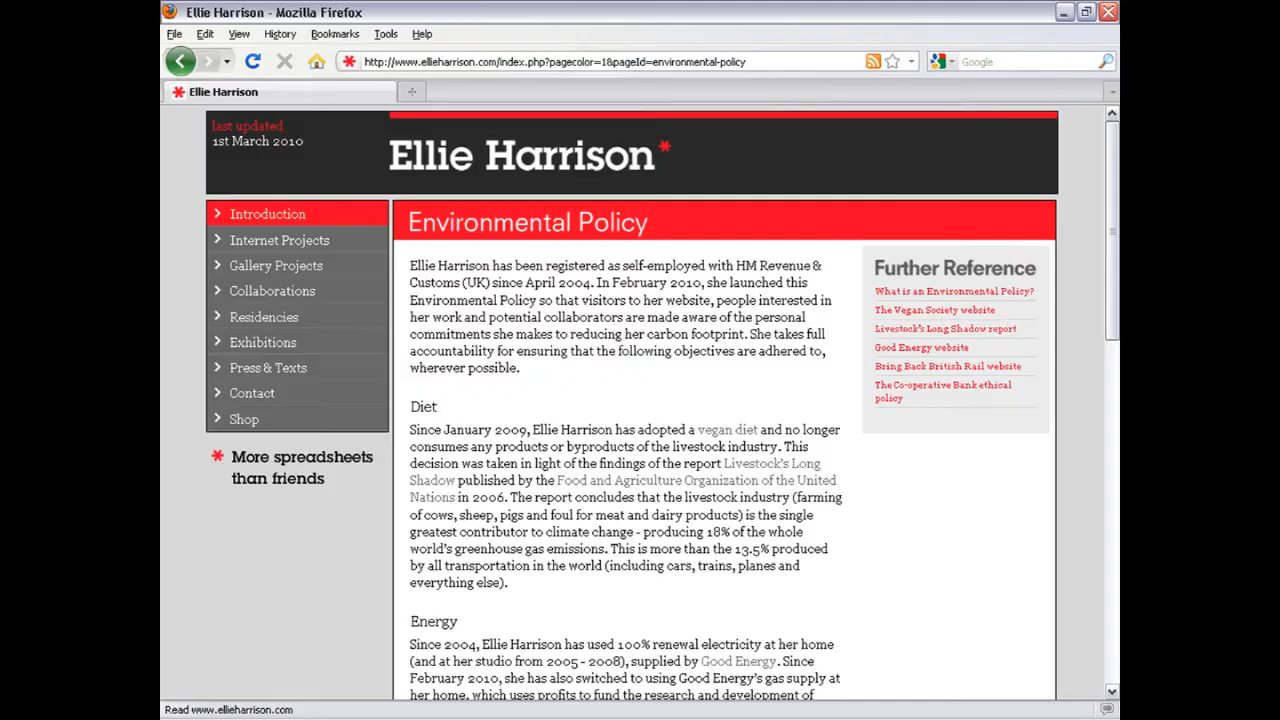 Ellie Harrison - Mozilla Firefox
File Edit View History Bookmarks Tools Help
http://www.ellieharrison.com/index.php?pagecolor=1&pageId=environmental-policy
Google
Ellie Harrison
last updated
1st March 2010
Ellie Harrison*
Introduction
Internet Projects
Gallery Projects
Collaborations
Residencies
Exhibitions
Press & Texts
Contact
Shop
* More spreadsheets
than friends
Environmental Policy
Ellie Harrison has been registered as self-employed with HM Revenue &
Customs (UK) since April 2004. In February 2010, she launched this
Environmental Policy so that visitors to her website, people interested in
her work and potential collaborators are made aware of the personal
commitments she makes to reducing her carbon footprint. She takes full
accountability for ensuring that the following objectives are adhered to,
wherever possible.
Diet
Since January 2009, Ellie Harrison has adopted a vegan diet and no longer
consumes any products or byproducts of the livestock industry. This
decision was taken in light of the findings of the report Livestock's Long
Shadow published by the Food and Agriculture Organization of the United
Nations in 2006. The report concludes that the livestock industry (farming
of cows, sheep, pigs and foul for meat and dairy products) is the single
greatest contributor to climate change - producing 18% of the whole
world's greenhouse gas emissions. This is more than the 13.5% produced
by all transportation in the world (including cars, trains, planes and
everything else).
Energy
Since 2004, Ellie Harrison has used 100% renewable electricity at her home
(and at her studio from 2005 - 2008), supplied by Good Energy. Since
February 2010, she has also switched to using Good Energy's gas supply at
her home, which uses profits to fund the research and development of
Further Reference
What is an Environmental Policy?
The Vegan Society website
Livestock's Long Shadow report
Good Energy website
Bring Back British Rail website
The Co-operative Bank ethical
policy
Read www.ellieharrison.com